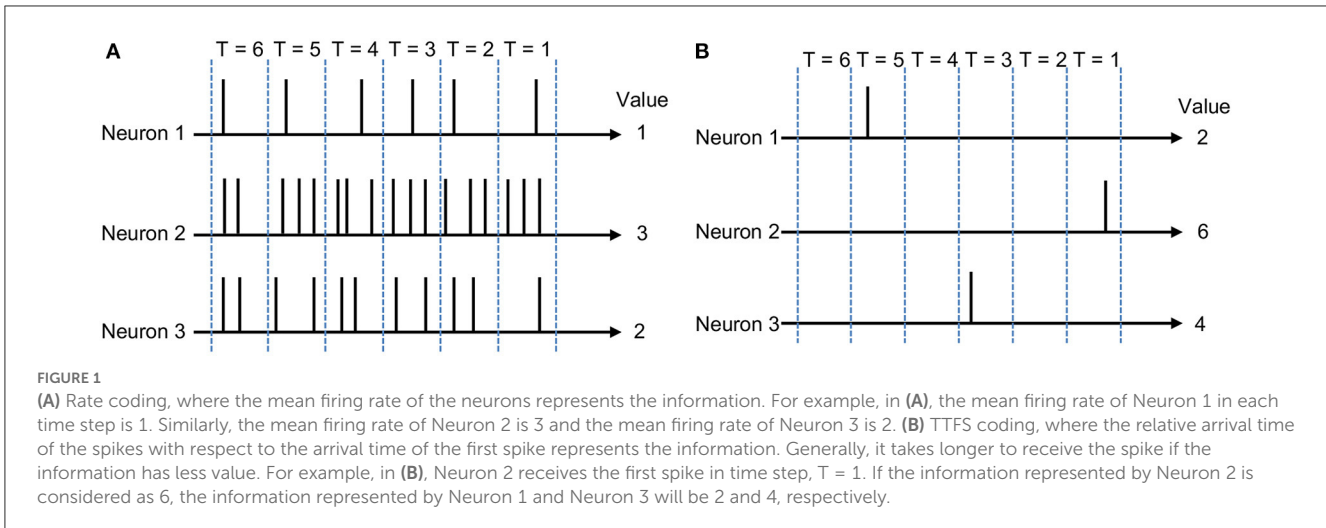 A
T = 6 T = 5 T = 4 T = 3 T = 2 T = 1
Value
Neuron 1
1
Neuron 2
3
Neuron 3
2
B
T = 6 T = 5 T = 4 T = 3 T = 2 T = 1
Value
Neuron 1
2
Neuron 2
6
Neuron 3
4
FIGURE 1
(A) Rate coding, where the mean firing rate of the neurons represents the information. For example, in (A), the mean firing rate of Neuron 1 in each
time step is 1. Similarly, the mean firing rate of Neuron 2 is 3 and the mean firing rate of Neuron 3 is 2. (B) TTFS coding, where the relative arrival time
of the spikes with respect to the arrival time of the first spike represents the information. Generally, it takes longer to receive the spike if the
information has less value. For example, in (B), Neuron 2 receives the first spike in time step, T = 1. If the information represented by Neuron 2 is
considered as 6, the information represented by Neuron 1 and Neuron 3 will be 2 and 4, respectively.